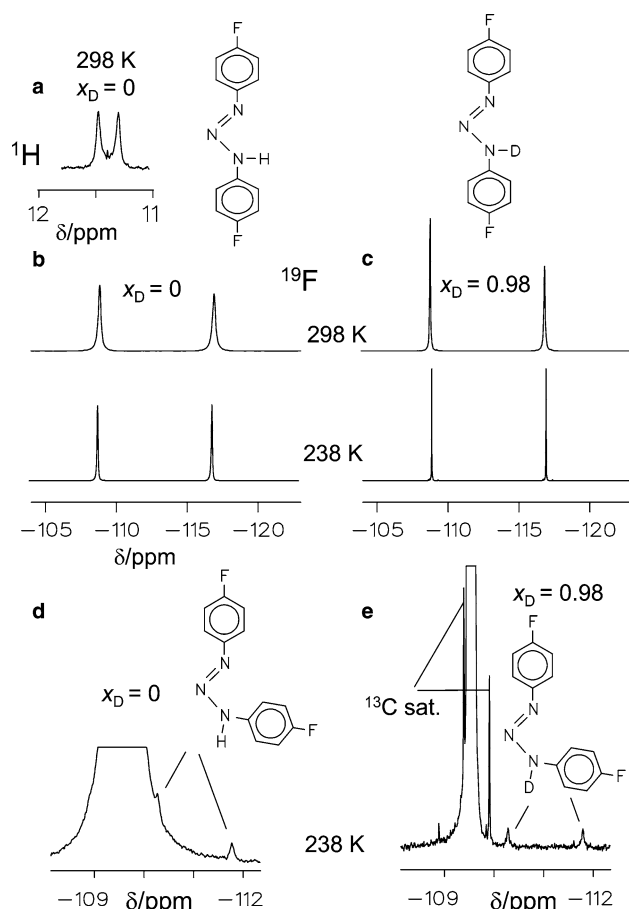 298 K
a
x_D = 0
¹H
12
11
δ/ppm
F
N
N
N–H
F
F
N
N
N–D
F
b
x_D = 0
¹⁹F
c
x_D = 0.98
298 K
238 K
−105 −110 −115 −120
δ/ppm
−105 −110 −115 −120
δ/ppm
d
x_D = 0
F
N
N
N
H
F
238 K
−109 δ/ppm −112
e
x_D = 0.98
¹³C sat.
F
N
N
N
D
F
−109 δ/ppm −112